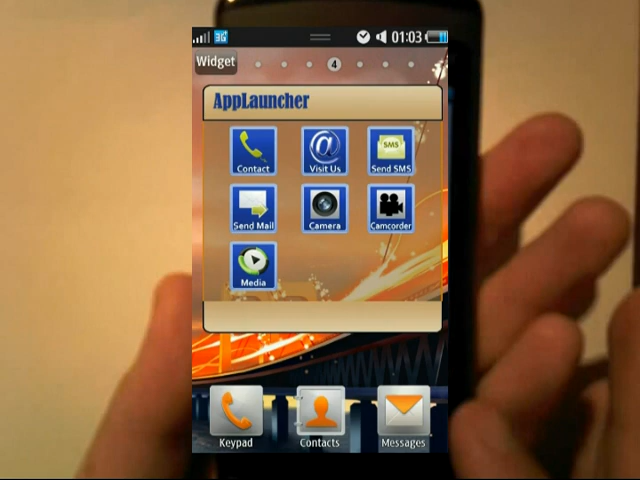 3G 01:03
Widget 4
AppLauncher
Contact Visit Us Send SMS
SMS
Send Mail Camera Camcorder
Media
Keypad Contacts Messages